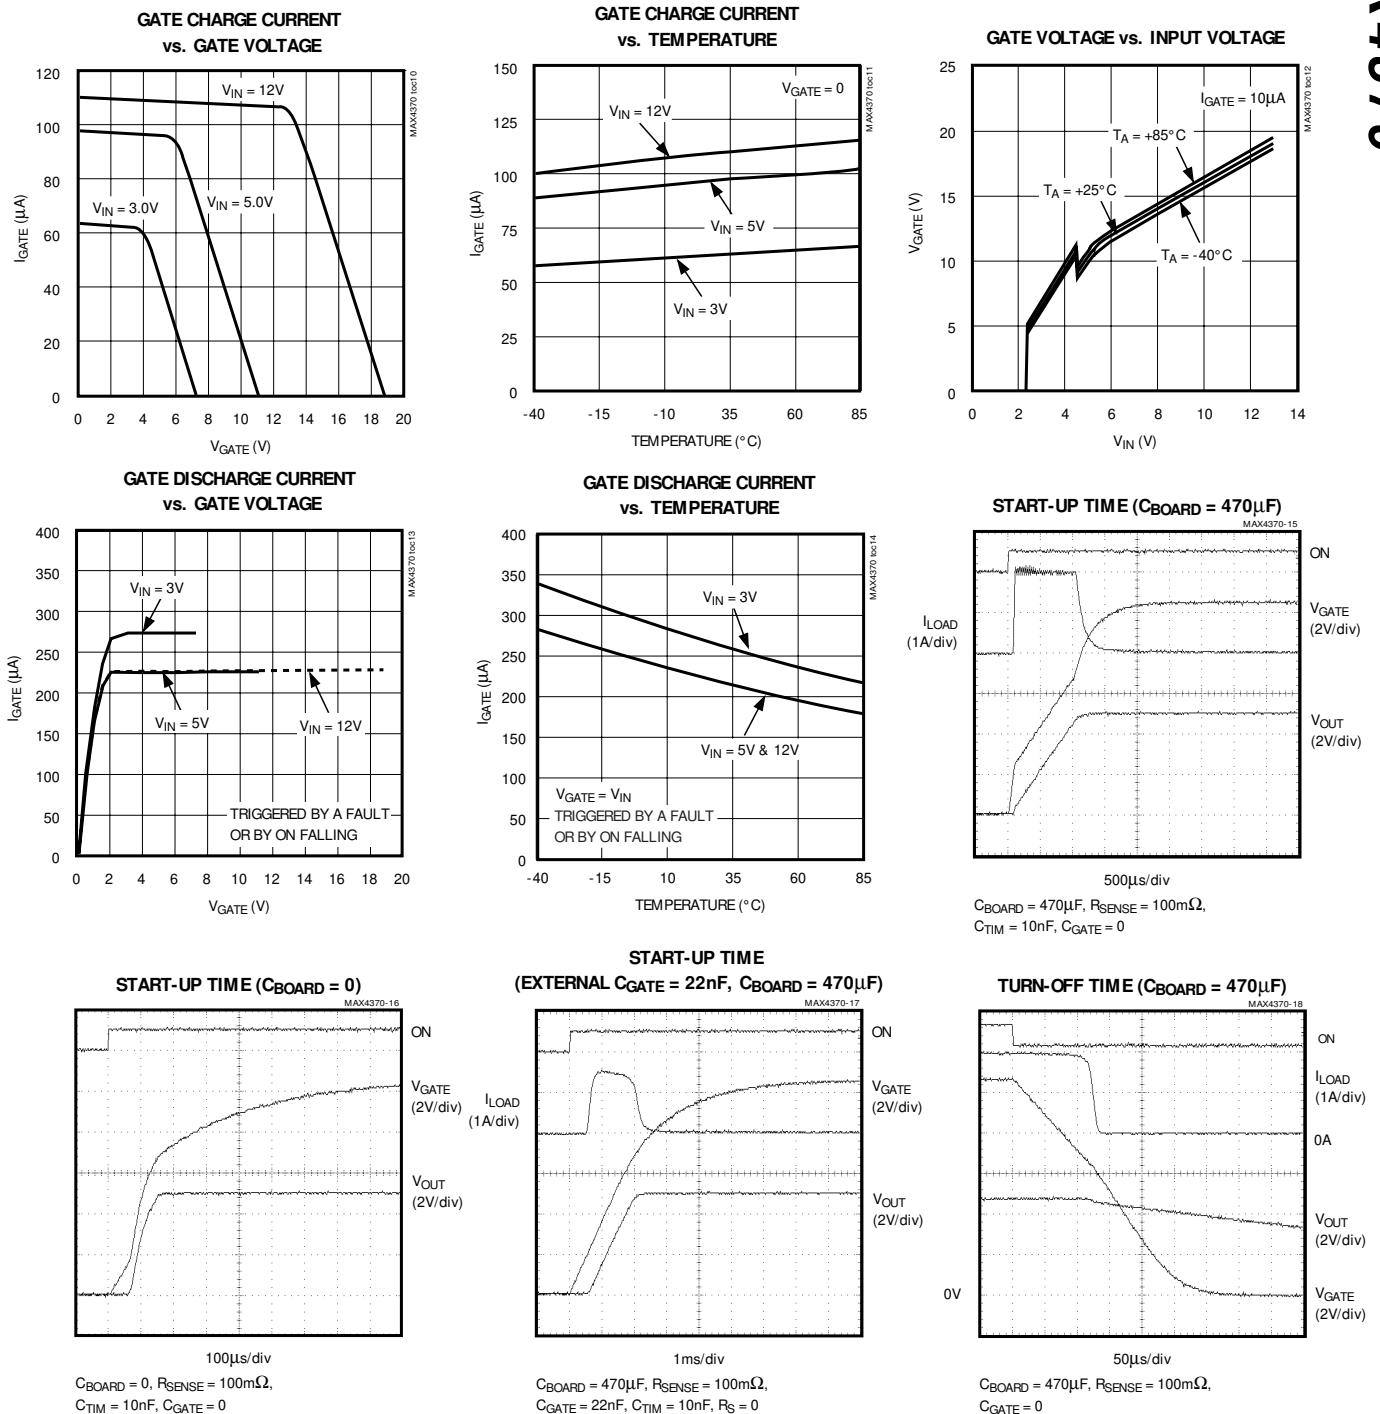 GATE CHARGE CURRENT
vs. GATE VOLTAGE
MAX4370 toc10
120
100
80
60
40
20
0
IGATE (μA)
VIN = 12V
VIN = 3.0V
VIN = 5.0V
0 2 4 6 8 10 12 14 16 18 20
VGATE (V)
GATE CHARGE CURRENT
vs. TEMPERATURE
MAX4370 toc11
150
125
100
75
50
25
0
IGATE (μA)
VGATE = 0
VIN = 12V
VIN = 5V
VIN = 3V
-40 -15 -10 35 60 85
TEMPERATURE (°C)
GATE VOLTAGE vs. INPUT VOLTAGE
MAX4370 toc12
25
20
15
10
5
0
VGATE (V)
IGATE = 10μA
TA = +85°C
TA = +25°C
TA = -40°C
0 2 4 6 8 10 12 14
VIN (V)
GATE DISCHARGE CURRENT
vs. GATE VOLTAGE
MAX4370 toc13
400
350
300
250
200
150
100
50
0
IGATE (μA)
VIN = 3V
VIN = 5V
VIN = 12V
TRIGGERED BY A FAULT
OR BY ON FALLING
0 2 4 6 8 10 12 14 16 18 20
VGATE (V)
GATE DISCHARGE CURRENT
vs. TEMPERATURE
MAX4370 toc14
400
350
300
250
200
150
100
50
0
IGATE (μA)
VIN = 3V
VIN = 5V & 12V
VGATE = VIN
TRIGGERED BY A FAULT
OR BY ON FALLING
-40 -15 10 35 60 85
TEMPERATURE (°C)
START-UP TIME (CBOARD = 470μF)
MAX4370-15
ON
ILOAD
(1A/div)
VGATE
(2V/div)
VOUT
(2V/div)
500μs/div
CBOARD = 470μF, RSENSE = 100mΩ,
CTIM = 10nF, CGATE = 0
START-UP TIME (CBOARD = 0)
MAX4370-16
ON
VGATE
(2V/div)
VOUT
(2V/div)
100μs/div
CBOARD = 0, RSENSE = 100mΩ,
CTIM = 10nF, CGATE = 0
START-UP TIME
(EXTERNAL CGATE = 22nF, CBOARD = 470μF)
MAX4370-17
ON
ILOAD
(1A/div)
VGATE
(2V/div)
VOUT
(2V/div)
1ms/div
CBOARD = 470μF, RSENSE = 100mΩ,
CGATE = 22nF, CTIM = 10nF, RS = 0
TURN-OFF TIME (CBOARD = 470μF)
MAX4370-18
ON
ILOAD
(1A/div)
0A
VOUT
(2V/div)
0V
VGATE
(2V/div)
50μs/div
CBOARD = 470μF, RSENSE = 100mΩ,
CGATE = 0